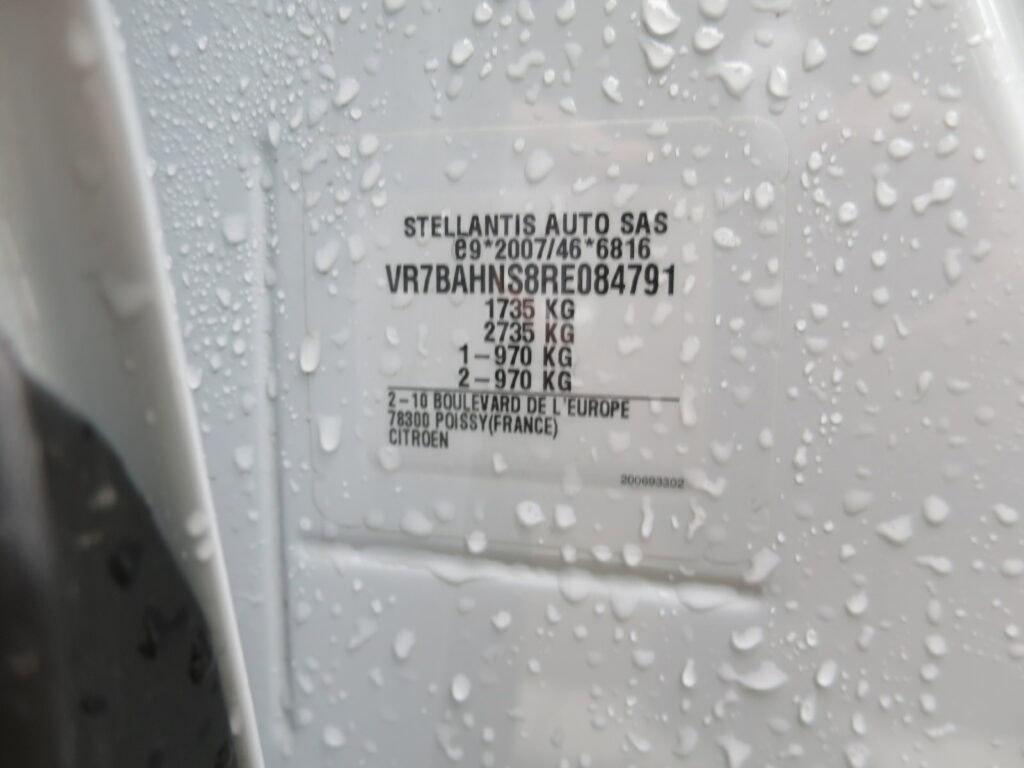 STELLANTIS AUTO SAS
e9*2007/46*6816
VR7BAHNS8RE084791
1735 KG
2735 KG
1-970 KG
2-970 KG
2-10 BOULEVARD DE L'EUROPE
78300 POISSY(FRANCE)
CITROEN
200693302